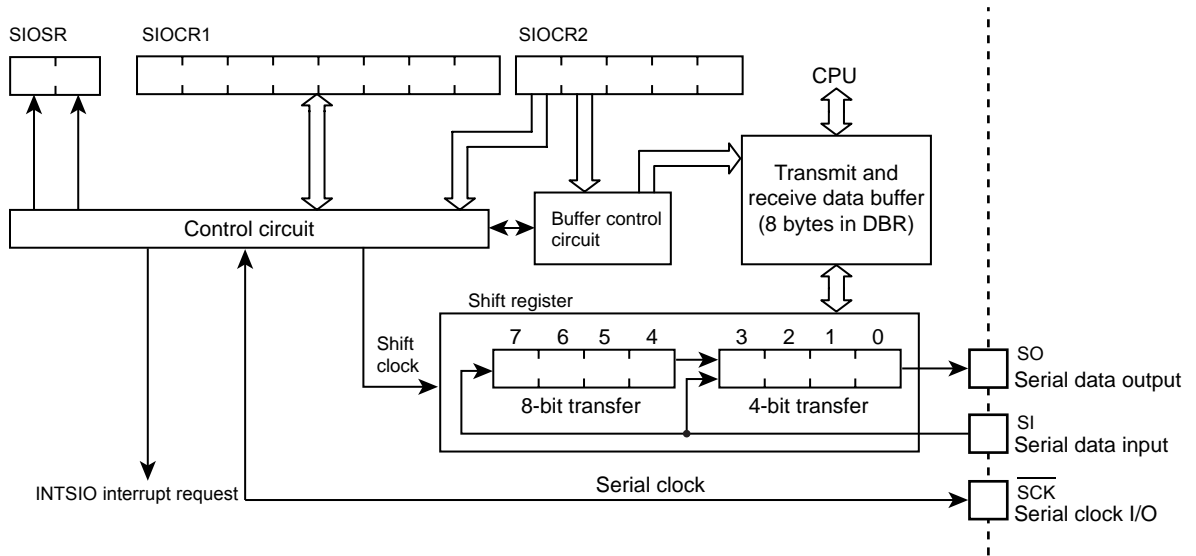 SIOSR
SIOCR1
SIOCR2
CPU
Transmit and
receive data buffer
(8 bytes in DBR)
Control circuit
Buffer control
circuit
Shift register
Shift
clock
7 6 5 4
3 2 1 0
8-bit transfer
4-bit transfer
SO
Serial data output
SI
Serial data input
INTSIO interrupt request
Serial clock
SCK
Serial clock I/O